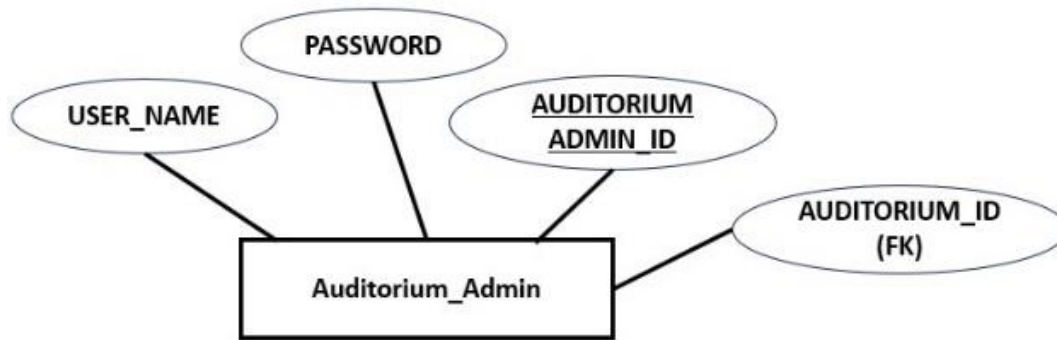 PASSWORD
USER_NAME
AUDITORIUM
ADMIN_ID
AUDITORIUM_ID
(FK)
Auditorium_Admin